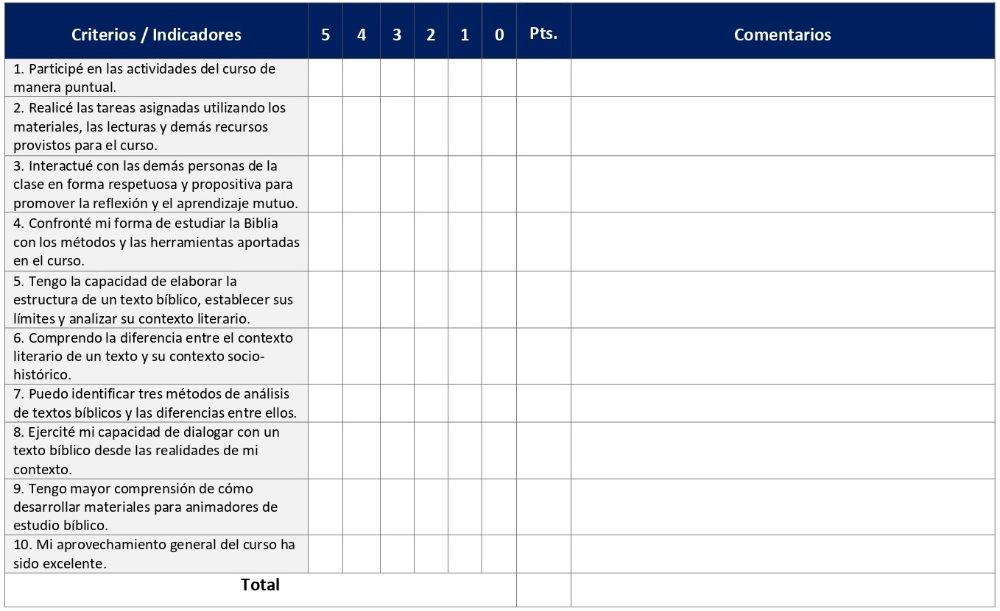 Criterios / Indicadores 5 4 3 2 1 0 Pts. Comentarios
1. Participé en las actividades del curso de
manera puntual.
2. Realicé las tareas asignadas utilizando los
materiales, las lecturas y demás recursos
provistos para el curso.
3. Interactué con las demás personas de la
clase en forma respetuosa y propositiva para
promover la reflexión y el aprendizaje mutuo.
4. Confronté mi forma de estudiar la Biblia
con los métodos y las herramientas aportadas
en el curso.
5. Tengo la capacidad de elaborar la
estructura de un texto bíblico, establecer sus
límites y analizar su contexto literario.
6. Comprendo la diferencia entre el contexto
literario de un texto y su contexto socio-
histórico.
7. Puedo identificar tres métodos de análisis
de textos bíblicos y las diferencias entre ellos.
8. Ejercité mi capacidad de dialogar con un
texto bíblico desde las realidades de mi
contexto.
9. Tengo mayor comprensión de cómo
desarrollar materiales para animadores de
estudio bíblico.
10. Mi aprovechamiento general del curso ha
sido excelente.
Total